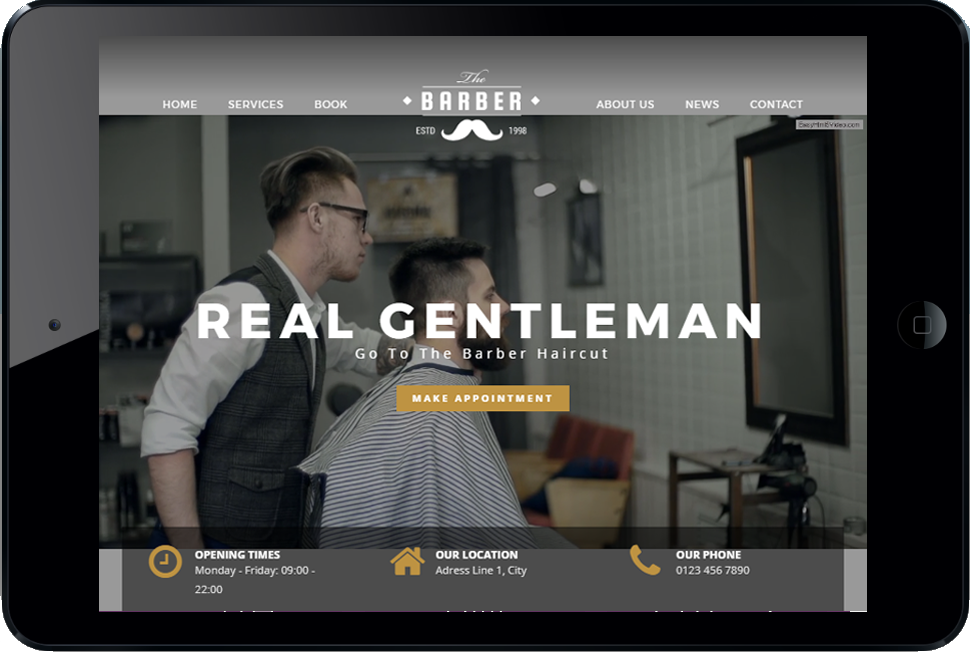 The
HOME SERVICES BOOK BARBER ABOUT US NEWS CONTACT
EasyHtml5Video.com
ESTD 1998
REAL GENTLEMAN
Go To The Barber Haircut
MAKE APPOINTMENT
OPENING TIMES
Monday - Friday: 09:00 -
22:00
OUR LOCATION
Adress Line 1, City
OUR PHONE
0123 456 7890